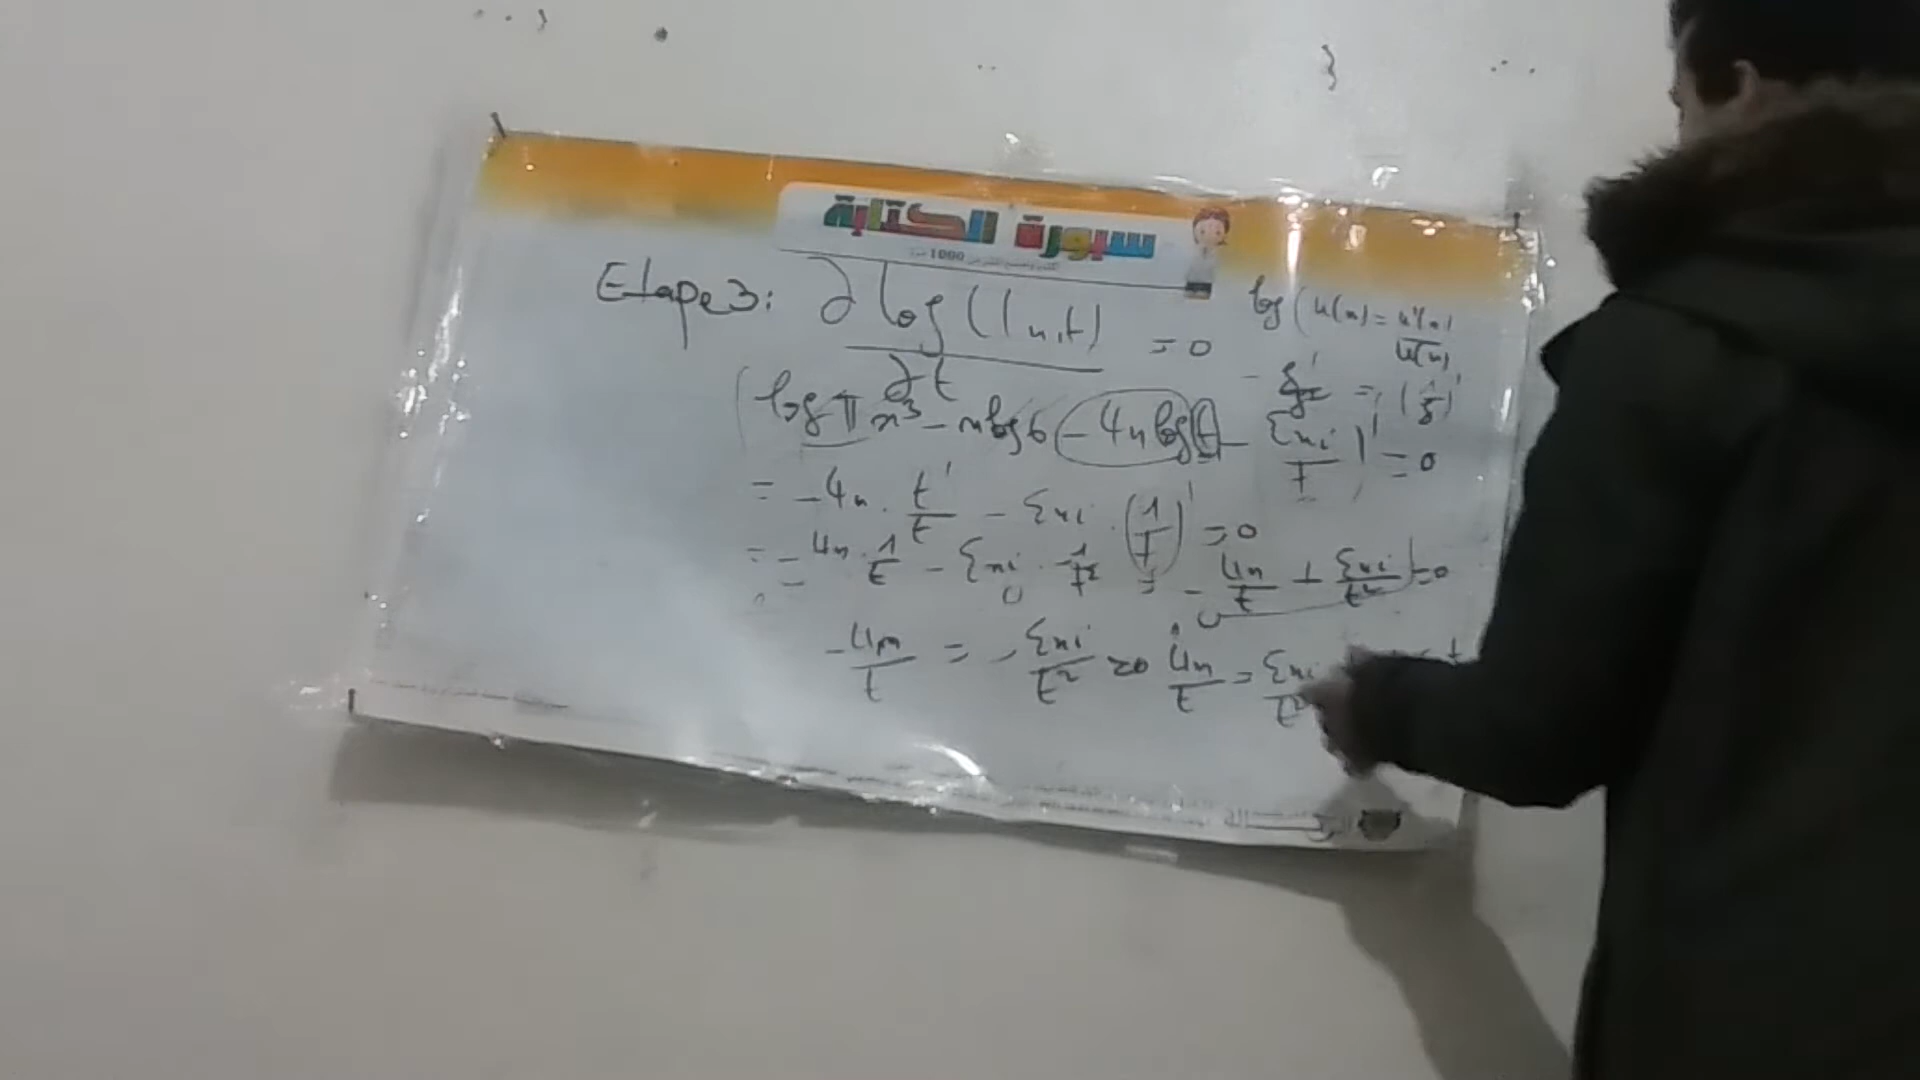 سبورة الكتابة
1000
Etape 3: ∂ log(l x,t) / ∂t = 0
log(u(x) = u'(x) / u(x)
(log π x³ - n log 6 - 4n log t - Σxi / t)' = 0
= -4n . t' / t - Σxi . (1 / t)' = 0
= -4n . 1 / t - Σxi . -1 / t² = -4n / t + Σxi / t² = 0
-4n / t = - Σxi / t² => 4n / t = Σxi / t²